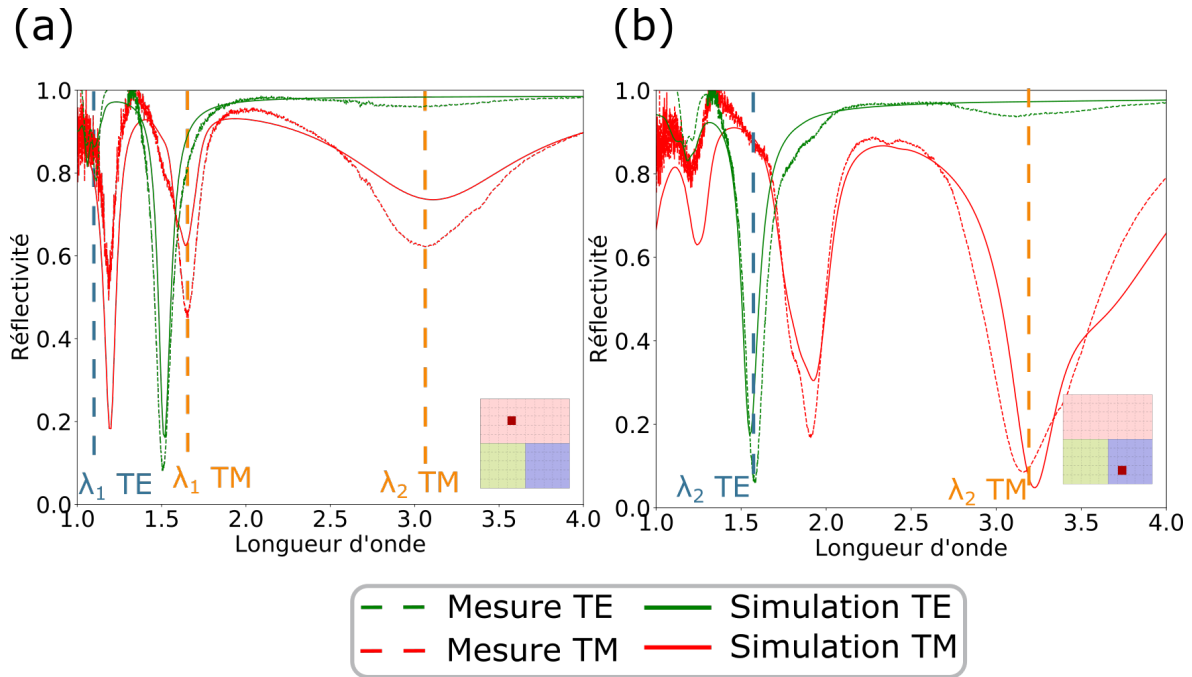 (a)
(b)
1.0
0.8
0.6
0.4
0.2
0.0
Réflectivité
λ₁ TE
λ₁ TM
λ₂ TM
1.0 1.5 2.0 2.5 3.0 3.5 4.0
Longueur d'onde
1.0
0.8
0.6
0.4
0.2
0.0
Réflectivité
λ₂ TE
λ₂ TM
1.0 1.5 2.0 2.5 3.0 3.5 4.0
Longueur d'onde
Mesure TE
Simulation TE
Mesure TM
Simulation TM